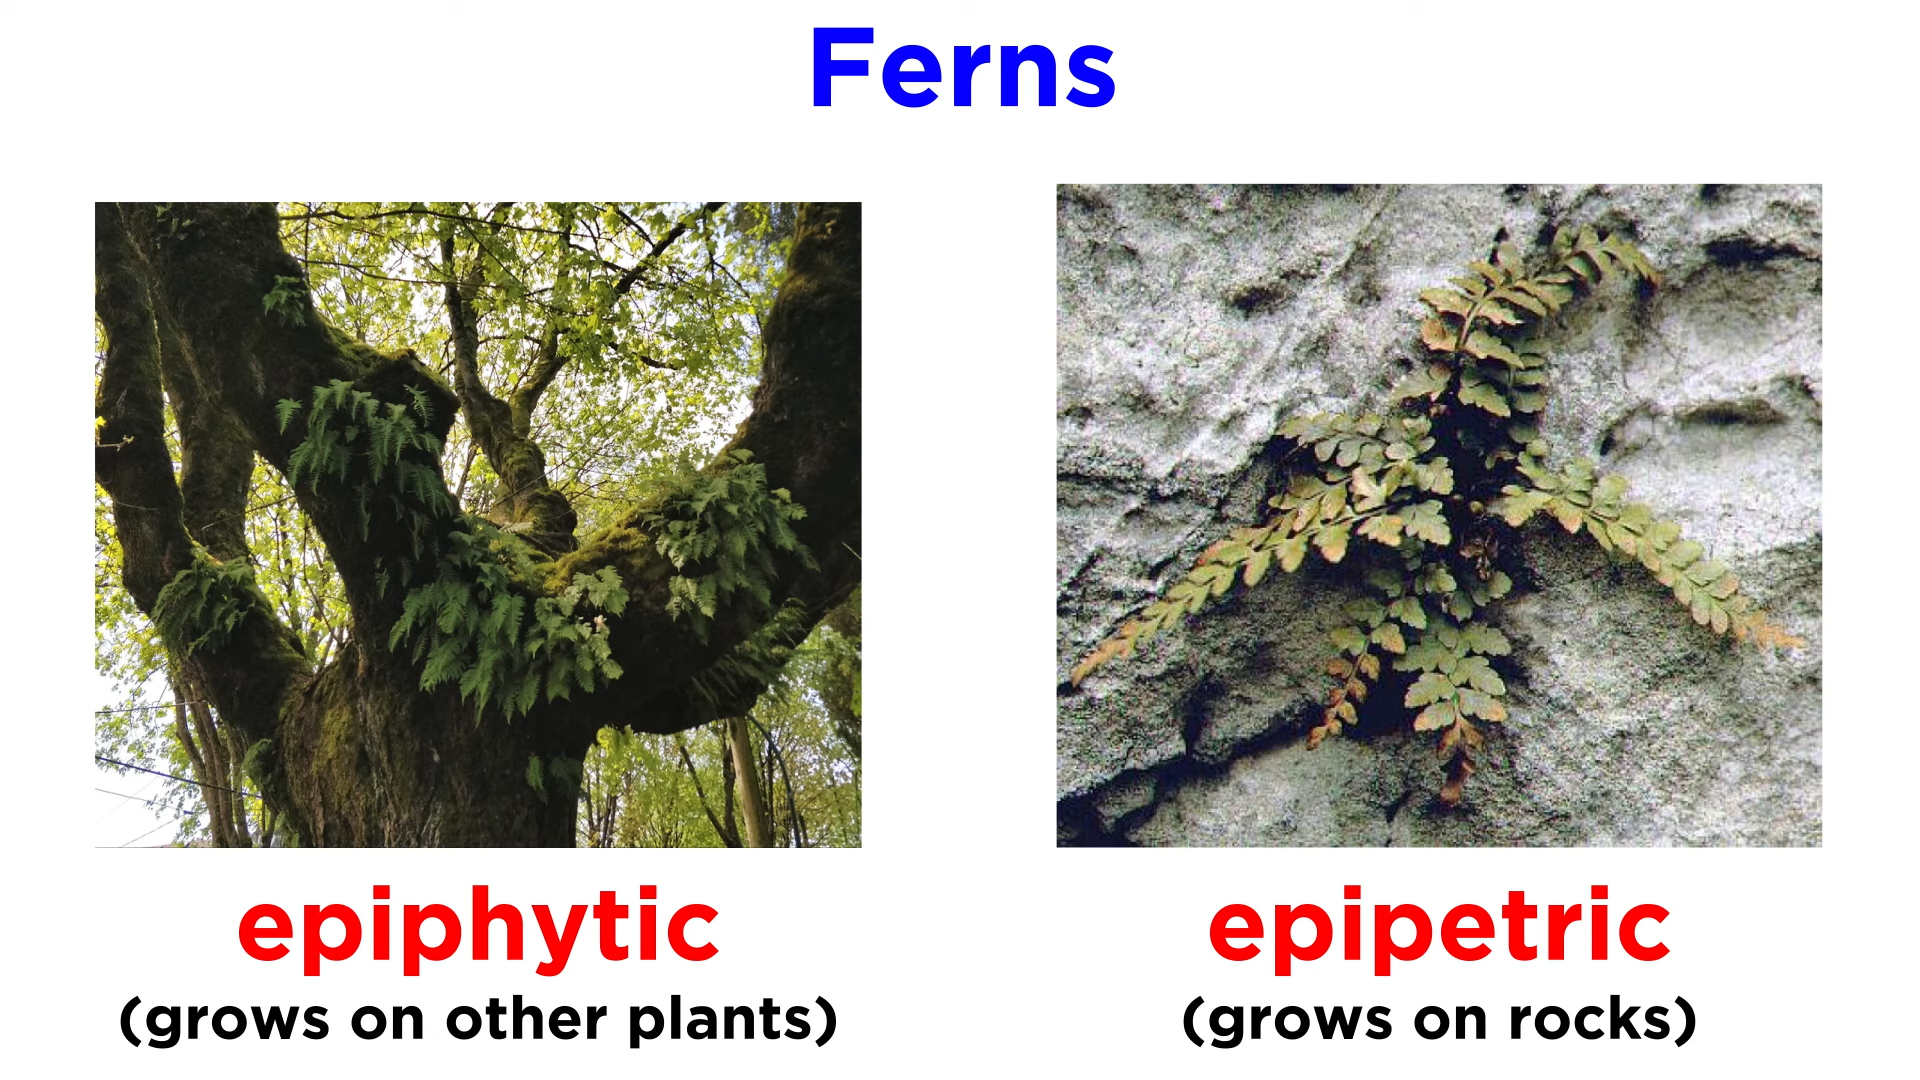 Ferns
epiphytic
(grows on other plants)
epipetric
(grows on rocks)